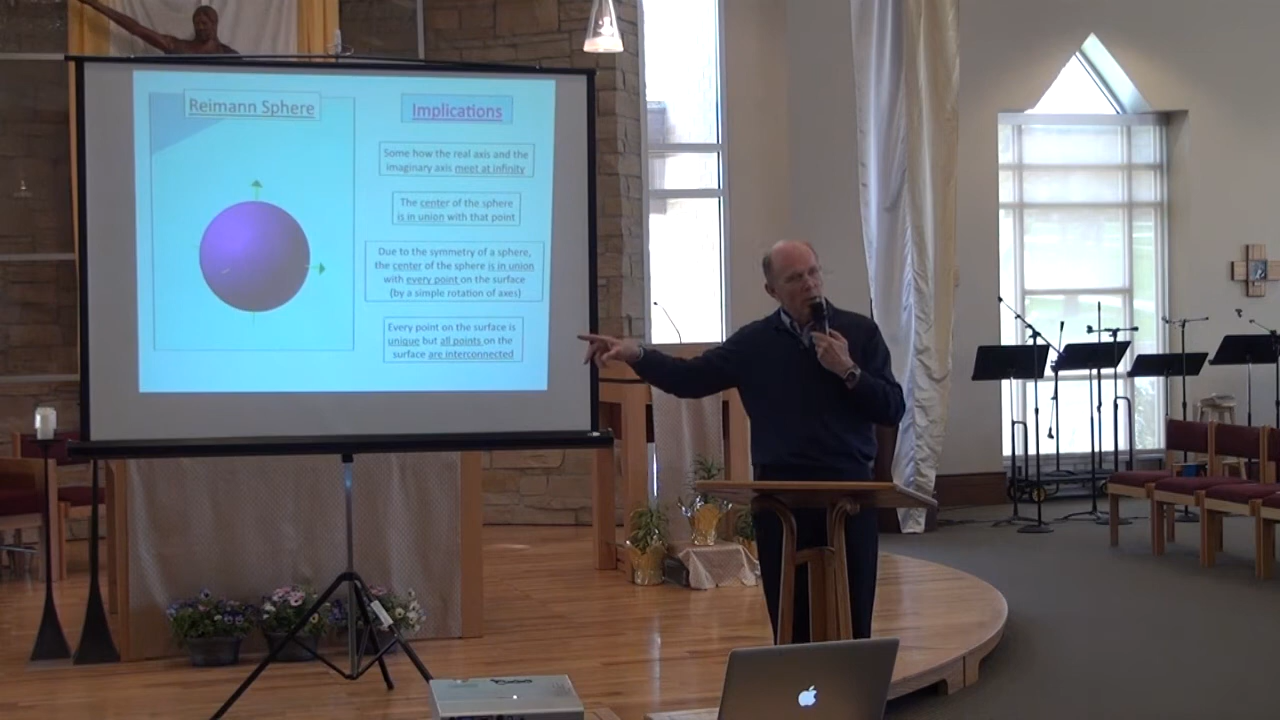 Reimann Sphere
Implications
Some how the real axis and the
imaginary axis meet at infinity
The center of the sphere
is in union with that point
Due to the symmetry of a sphere,
the center of the sphere is in union
with every point on the surface
(by a simple rotation of axes)
Every point on the surface is
unique but all points on the
surface are interconnected